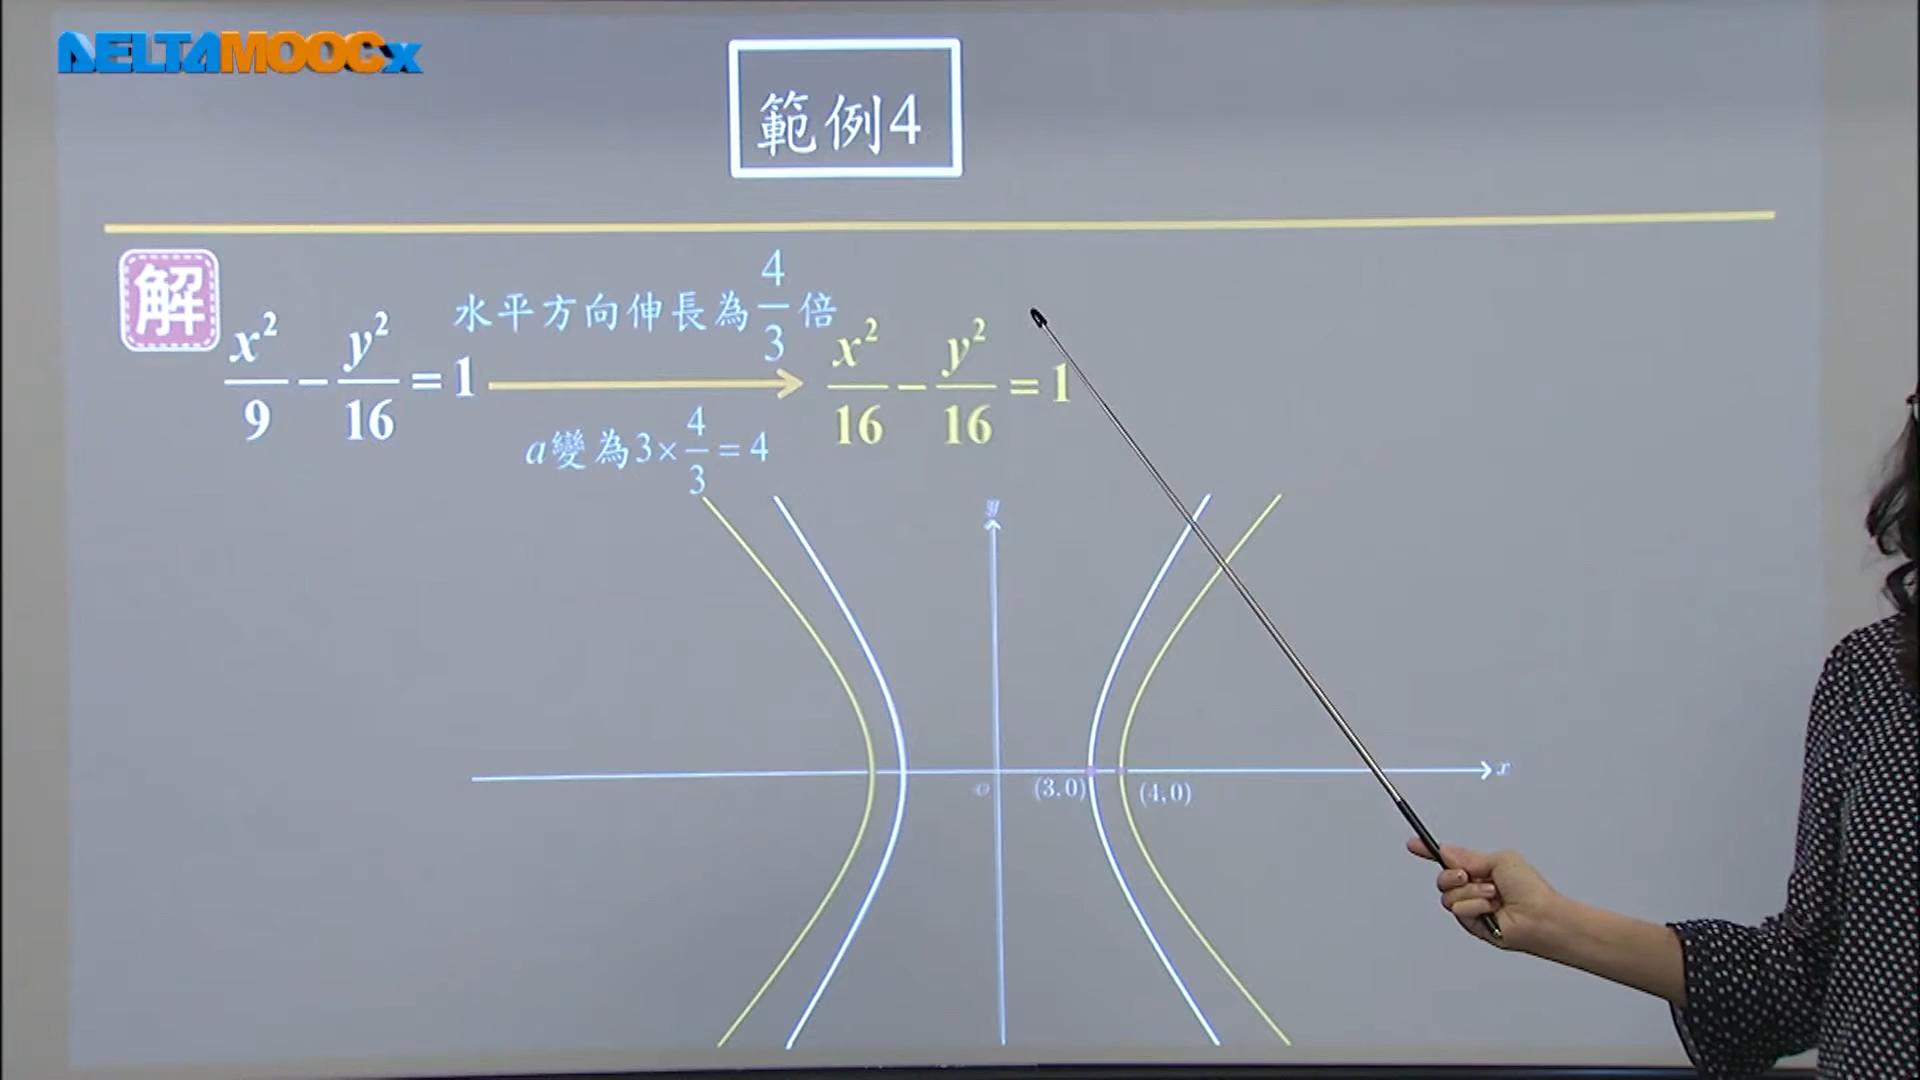 DELTAMOOCx
範例4
解
水平方向伸長為 4/3 倍
x²/9 − y²/16 = 1
x²/16 − y²/16 = 1
a變為3×4/3=4
y
x
o
(3,0)
(4,0)